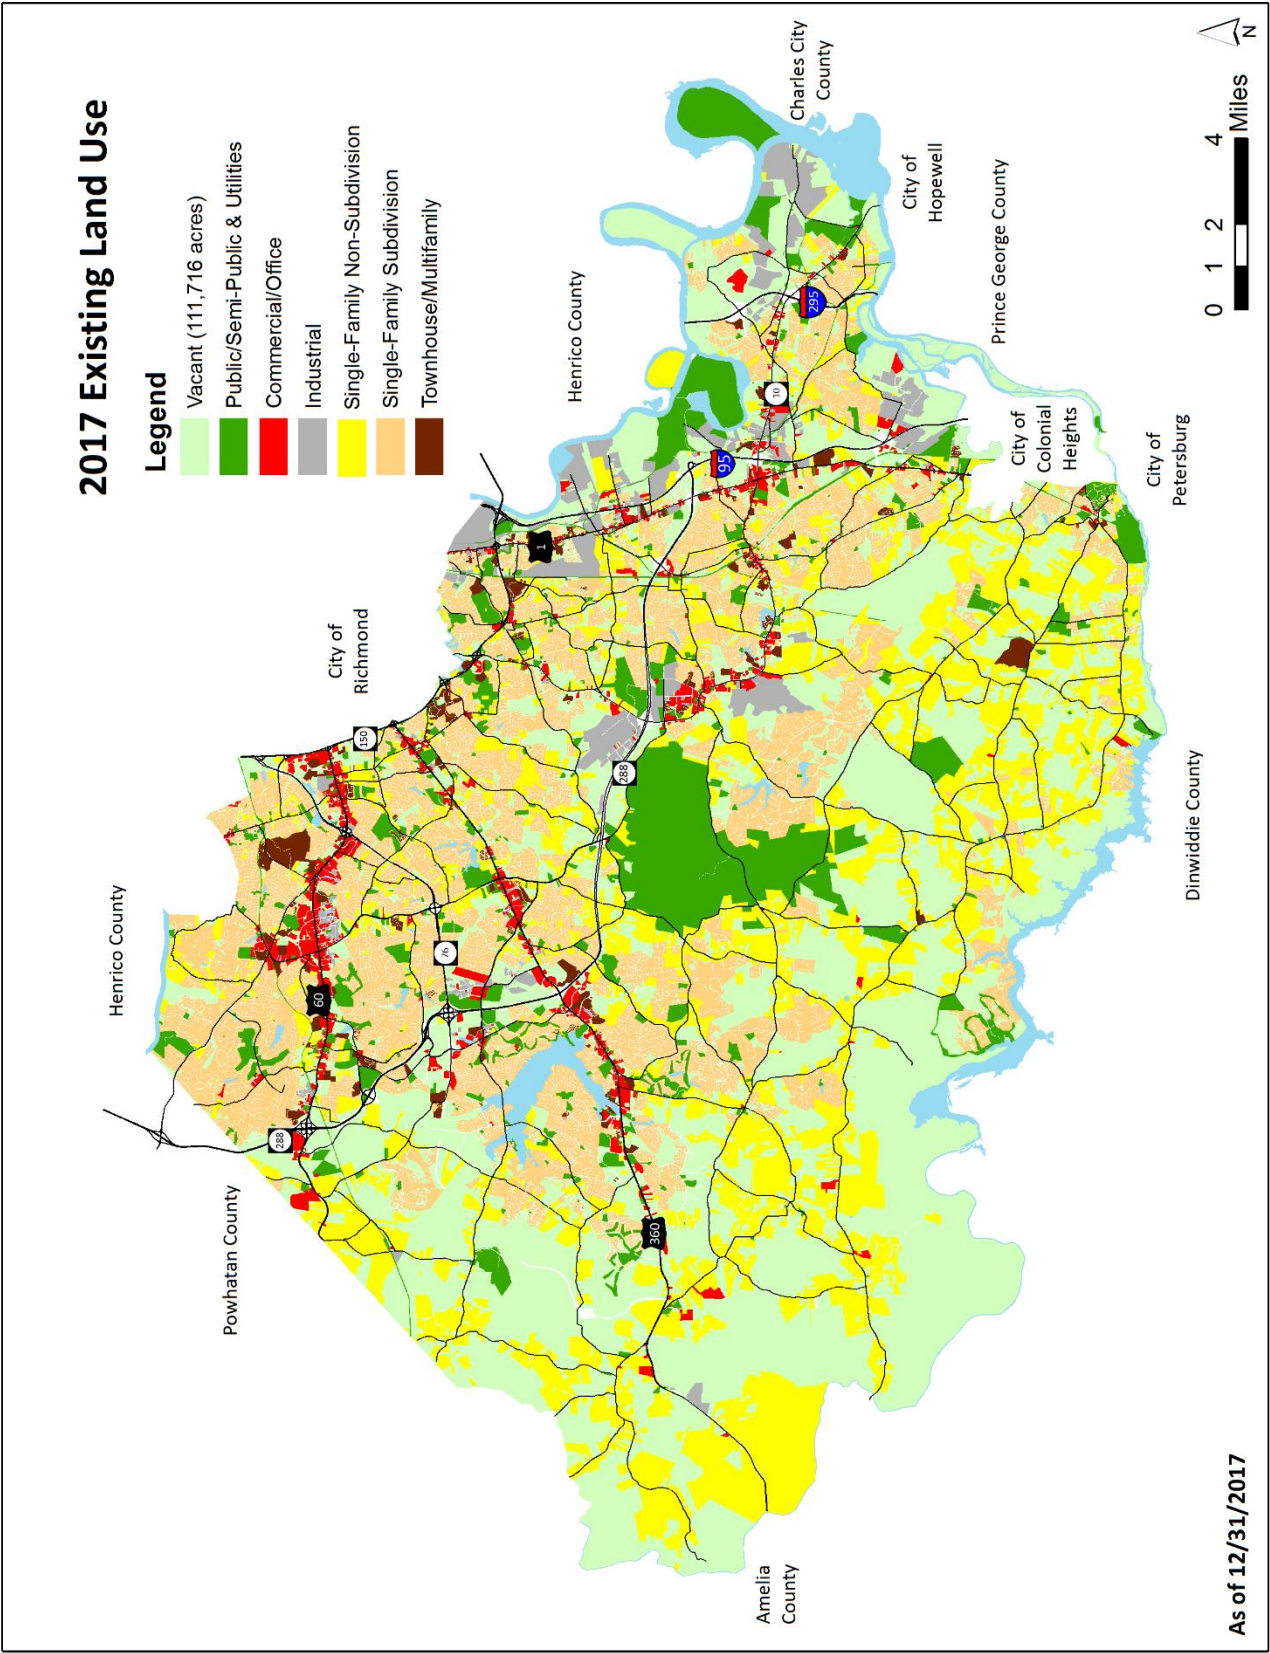 2017 Existing Land Use
Legend
Vacant (111,716 acres)
Public/Semi-Public & Utilities
Commercial/Office
Industrial
Single-Family Non-Subdivision
Single-Family Subdivision
Townhouse/Multifamily
Henrico County
City of
Richmond
Powhatan County
Henrico County
Charles City
County
City of
Hopewell
Prince George County
City of
Colonial
Heights
City of
Petersburg
Dinwiddie County
Amelia
County
288
60
76
150
360
288
1
95
10
295
0 1 2 4
Miles
N
As of 12/31/2017